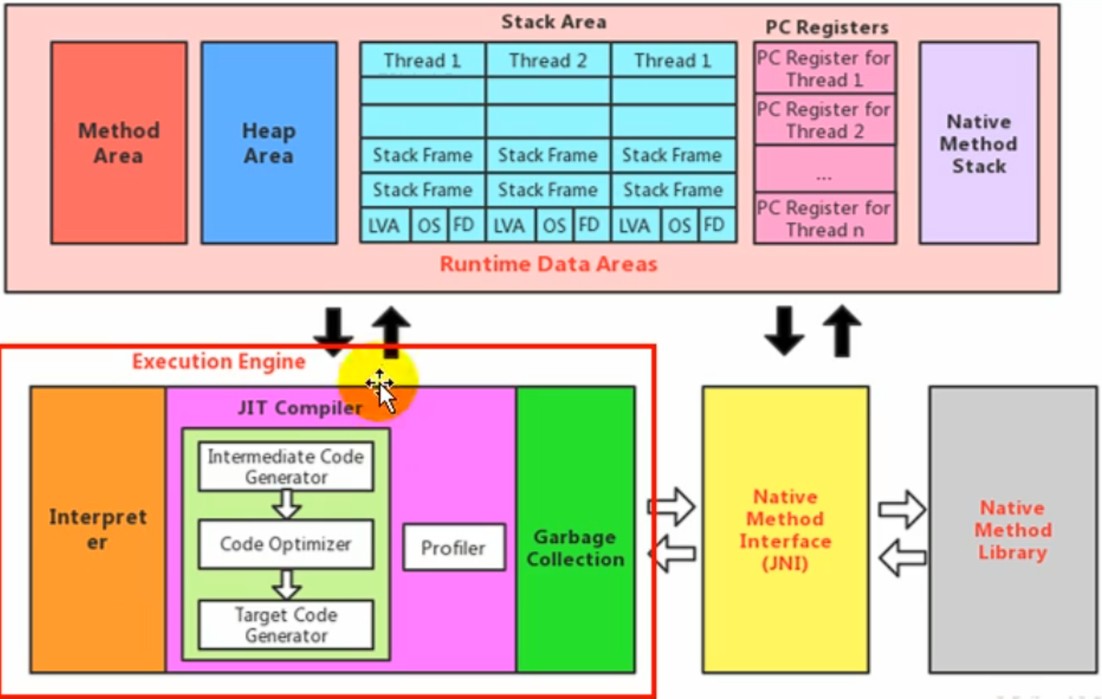 Stack Area
PC Registers
Method
Area
Heap
Area
Thread 1
Thread 2
Thread 1
Stack Frame
Stack Frame
Stack Frame
Stack Frame
Stack Frame
Stack Frame
LVA
OS
FD
LVA
OS
FD
LVA
OS
FD
PC Register for
Thread 1
PC Register for
Thread 2
...
PC Register for
Thread n
Native
Method
Stack
Runtime Data Areas
Execution Engine
Interpret
er
JIT Compiler
Intermediate Code
Generator
Code Optimizer
Target Code
Generator
Profiler
Garbage
Collection
Native
Method
Interface
(JNI)
Native
Method
Library